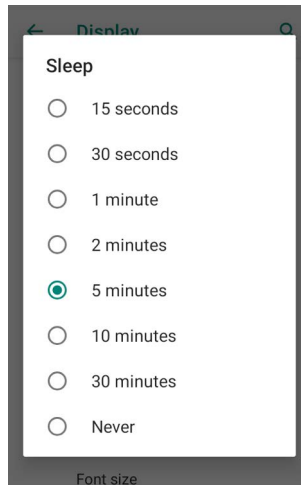 Display
Sleep
15 seconds
30 seconds
1 minute
2 minutes
5 minutes
10 minutes
30 minutes
Never
Font size